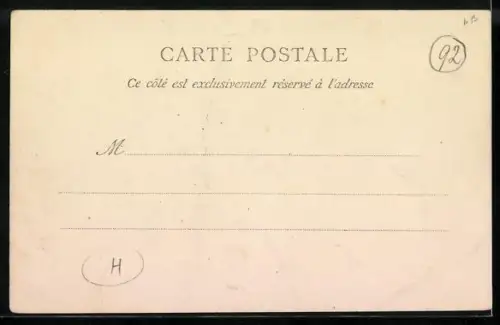 92
CARTE POSTALE
Ce côté est exclusivement réservé à l'adresse
M
H